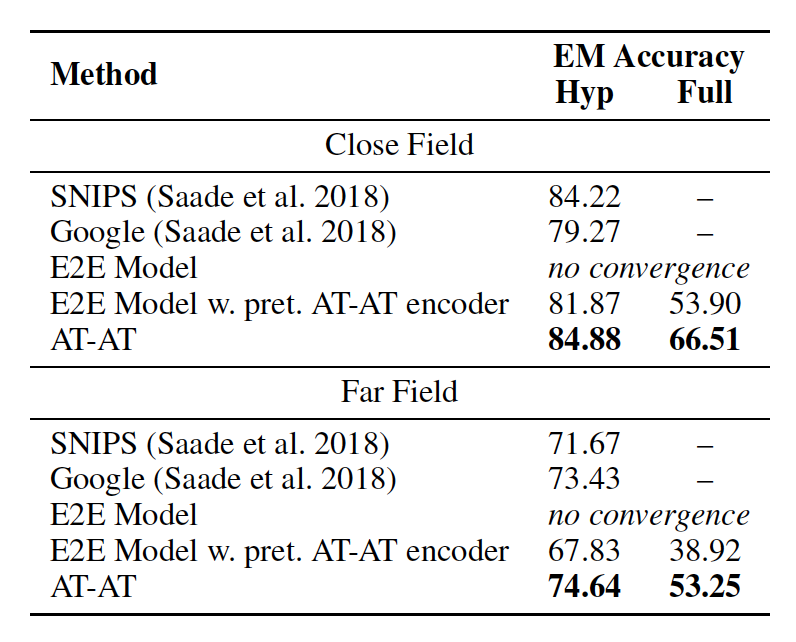 Method EM Accuracy
Hyp Full
Close Field
SNIPS (Saade et al. 2018) 84.22 –
Google (Saade et al. 2018) 79.27 –
E2E Model no convergence
E2E Model w. pret. AT-AT encoder 81.87 53.90
AT-AT 84.88 66.51
Far Field
SNIPS (Saade et al. 2018) 71.67 –
Google (Saade et al. 2018) 73.43 –
E2E Model no convergence
E2E Model w. pret. AT-AT encoder 67.83 38.92
AT-AT 74.64 53.25